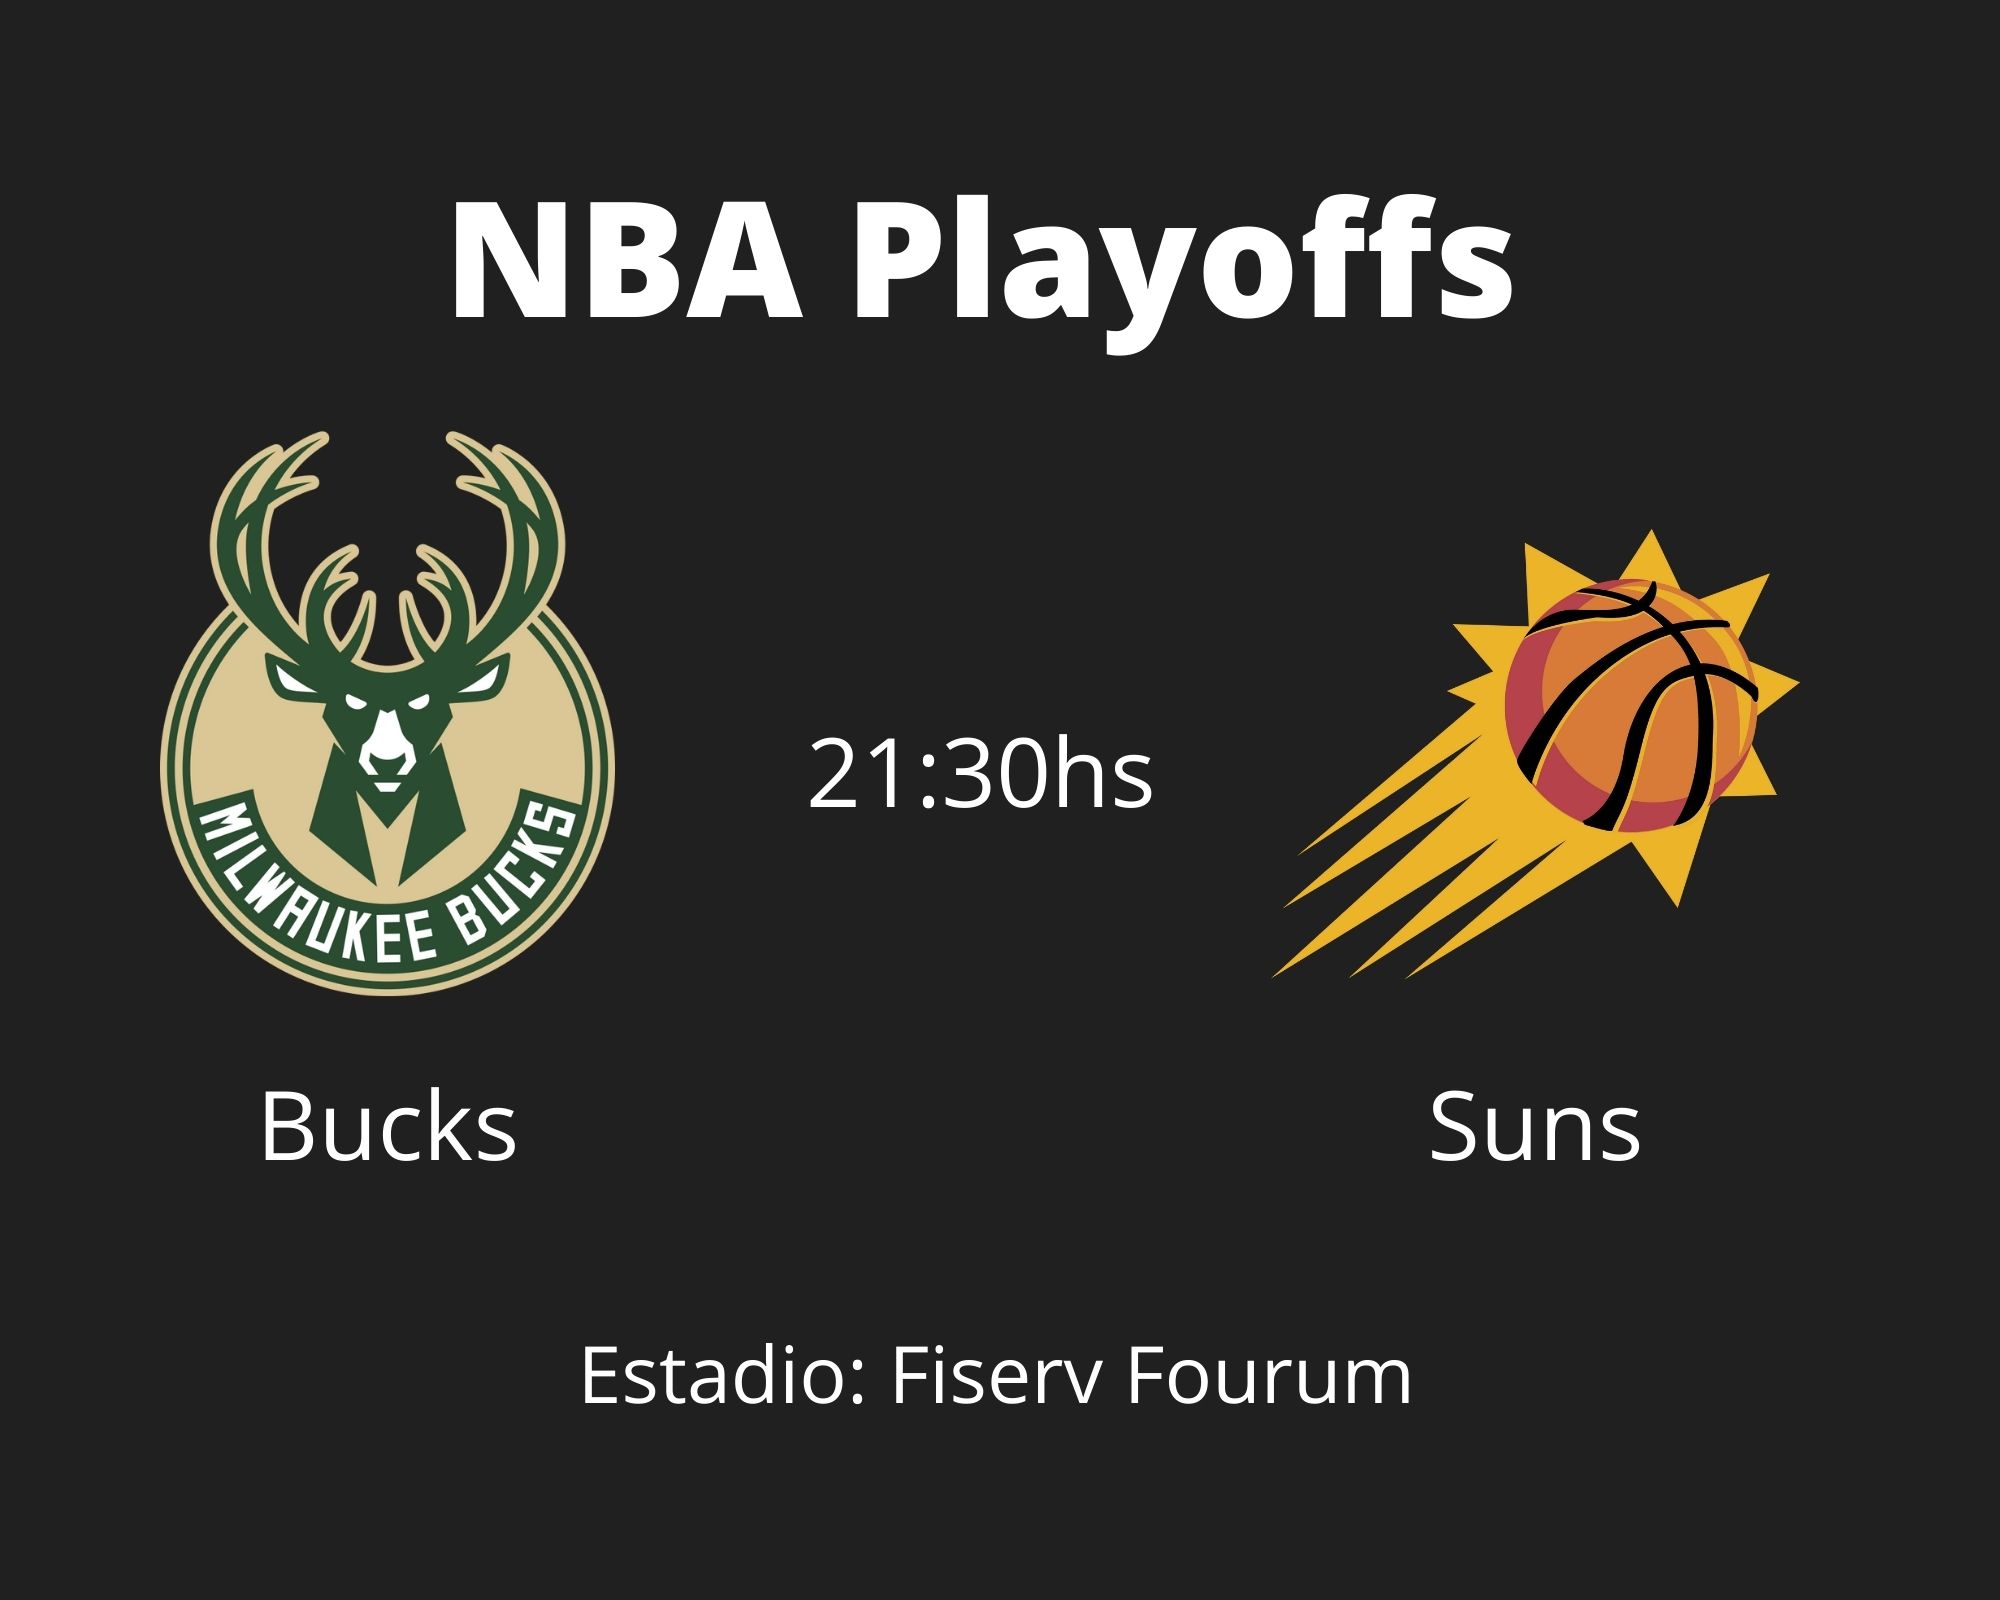 NBA Playoffs
MILWAUKEE BUCKS
21:30hs
Bucks
Suns
Estadio: Fiserv Fourum